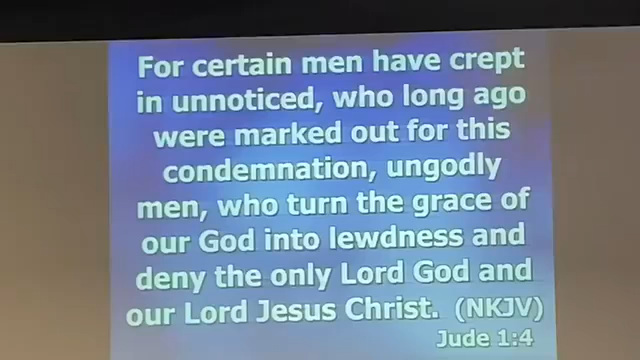 For certain men have crept
in unnoticed, who long ago
were marked out for this
condemnation, ungodly
men, who turn the grace of
our God into lewdness and
deny the only Lord God and
our Lord Jesus Christ. (NKJV)
Jude 1:4